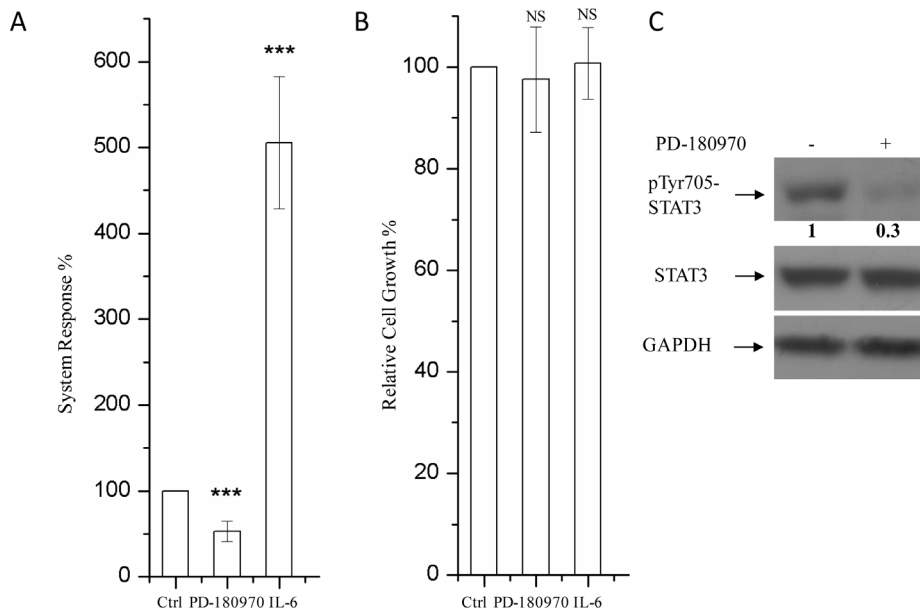 A
System Response %
600
500
400
300
200
100
0
***
***
Ctrl PD-180970 IL-6
B
Relative Cell Growth %
100
80
60
40
20
0
NS
NS
Ctrl PD-180970 IL-6
C
PD-180970 - +
pTyr705-
STAT3
1 0.3
STAT3
GAPDH